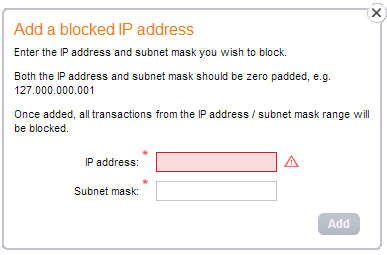 Add a blocked IP address
Enter the IP address and subnet mask you wish to block.
Both the IP address and subnet mask should be zero padded, e.g.
127.000.000.001
Once added, all transactions from the IP address / subnet mask range will
be blocked.
IP address: *
Subnet mask: *
Add